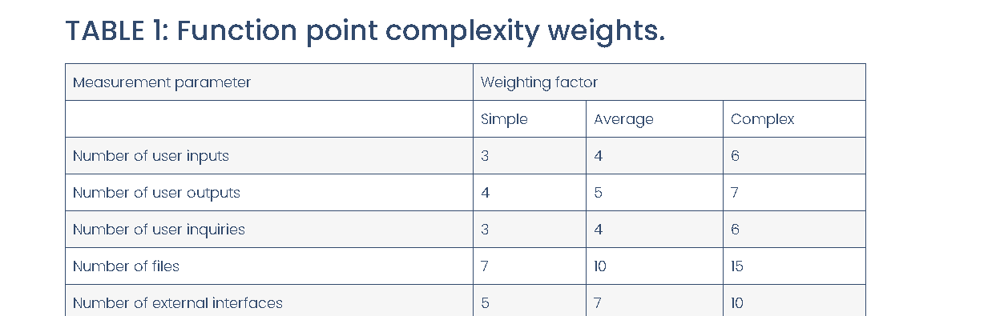 TABLE 1: Function point complexity weights.
Measurement parameter Weighting factor
Simple Average Complex
Number of user inputs 3 4 6
Number of user outputs 4 5 7
Number of user inquiries 3 4 6
Number of files 7 10 15
Number of external interfaces 5 7 10